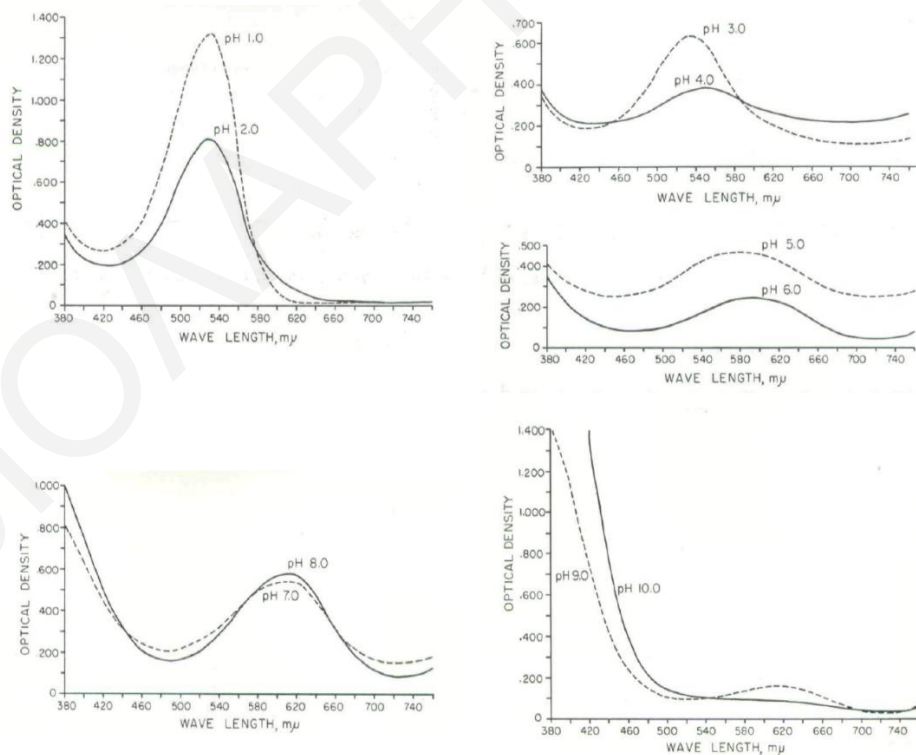 1.400
1.200
1.000
.800
.600
.400
.200
0
OPTICAL DENSITY
pH 1.0
pH 2.0
380 420 460 500 540 580 620 660 700 740
WAVE LENGTH, mμ
.700
.600
.400
.200
0
OPTICAL DENSITY
pH 3.0
pH 4.0
380 420 460 500 540 580 620 660 700 740
WAVE LENGTH, mμ
.500
.400
.200
0
OPTICAL DENSITY
pH 5.0
pH 6.0
380 420 460 500 540 580 620 660 700 740
WAVE LENGTH, mμ
1.000
.800
.600
.400
.200
0
OPTICAL DENSITY
pH 8.0
pH 7.0
380 420 460 500 540 580 620 660 700 740
WAVE LENGTH, mμ
1.400
1.200
1.000
.800
.600
.400
.200
0
OPTICAL DENSITY
pH 9.0
pH 10.0
380 420 460 500 540 580 620 660 700 740
WAVE LENGTH, mμ